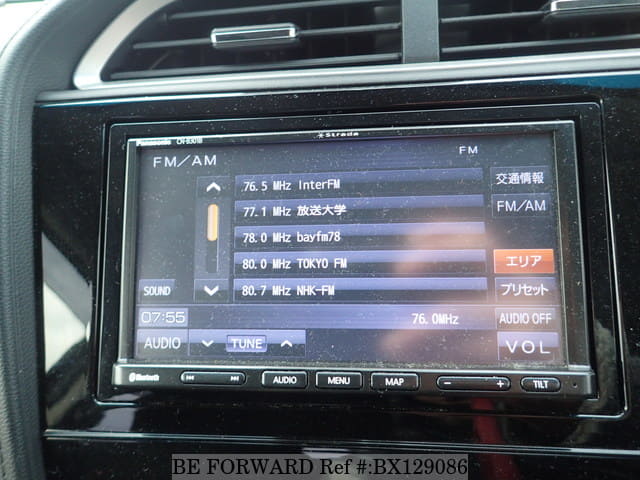 Panasonic
Strada
FM/AM
FM
交通情報
76.5 MHz InterFM
77.1 MHz 放送大学
FM/AM
78.0 MHz bayfm78
80.0 MHz TOKYO FM
エリア
SOUND
80.7 MHz NHK-FM
プリセット
07:55
76.0MHz
AUDIO OFF
AUDIO
TUNE
VOL
Bluetooth
AUDIO
MENU
MAP
− +
TILT
BE FORWARD Ref #:BX129086